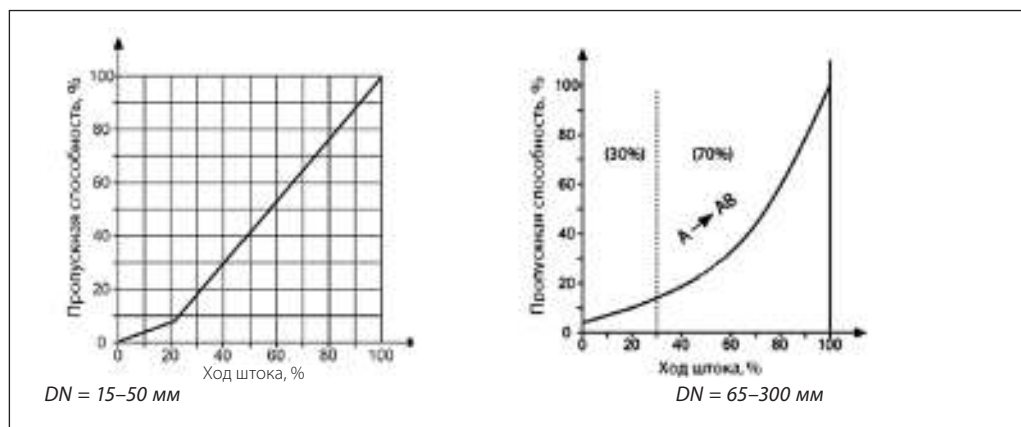 Пропускная способность, %
100
80
60
40
20
0
0 20 40 60 80 100
Ход штока, %
DN = 15–50 мм
Пропускная способность, %
100
80
60
40
20
0
(30%) (70%)
A AB
0 20 40 60 80 100
Ход штока, %
DN = 65–300 мм